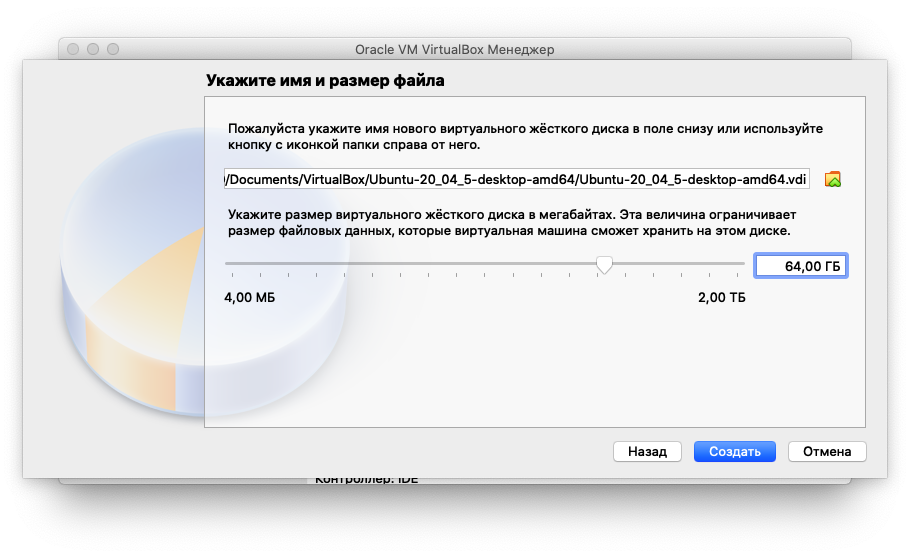 Oracle VM VirtualBox Менеджер
Укажите имя и размер файла
Пожалуйста укажите имя нового виртуального жёсткого диска в поле снизу или используйте
кнопку с иконкой папки справа от него.
/Documents/VirtualBox/Ubuntu-20_04_5-desktop-amd64/Ubuntu-20_04_5-desktop-amd64.vdi
Укажите размер виртуального жёсткого диска в мегабайтах. Эта величина ограничивает
размер файловых данных, которые виртуальная машина сможет хранить на этом диске.
64,00 ГБ
4,00 МБ 2,00 ТБ
Назад Создать Отмена
Контроллер: IDE